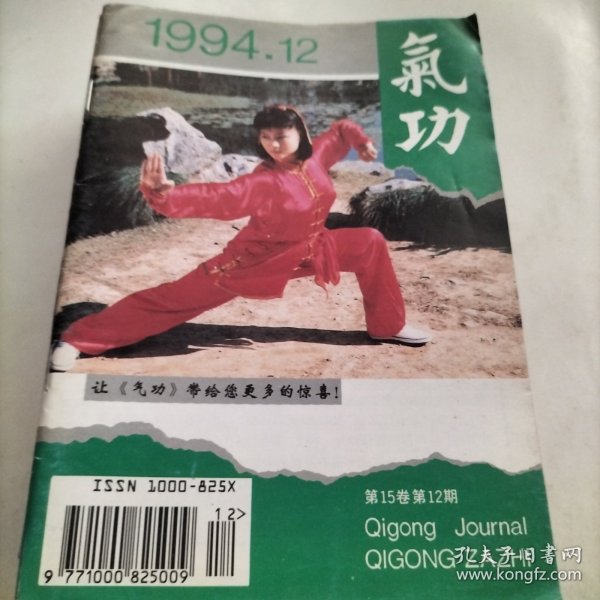 1994.12
氣功
让《气功》带给您更多的惊喜！
ISSN 1000-825X
12>
9 771000 825009
第15卷第12期
Qigong Journal
QIGONG ZAZHI
孔夫子旧书网
www.kongfz.com